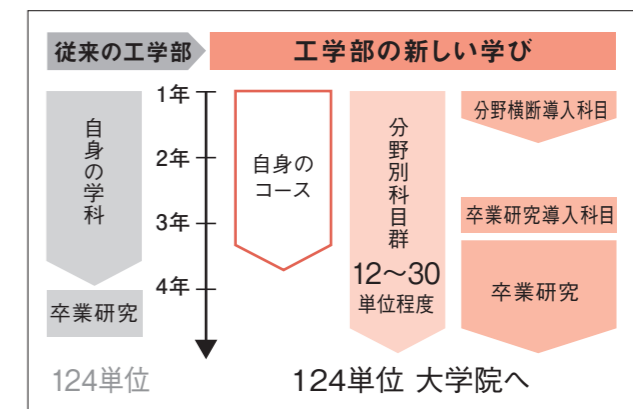 従来の工学部
工学部の新しい学び
1年
2年
3年
4年
自身の学科
卒業研究
自身の
コース
分野別科目群
12〜30
単位程度
分野横断導入科目
卒業研究導入科目
卒業研究
124単位
124単位 大学院へ